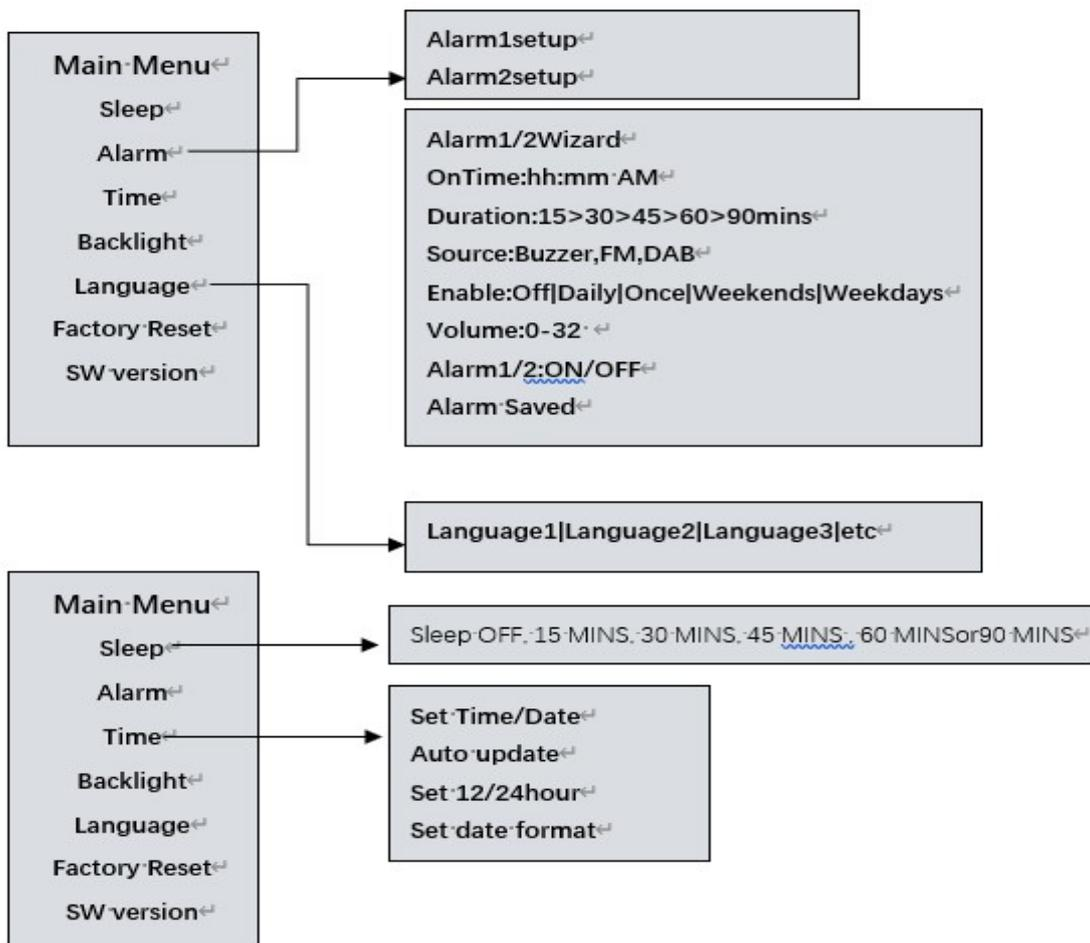 Main Menu
Sleep
Alarm
Time
Backlight
Language
Factory Reset
SW version
Alarm1setup
Alarm2setup
Alarm1/2Wizard
OnTime:hh:mm AM
Duration:15>30>45>60>90mins
Source:Buzzer,FM,DAB
Enable:Off|Daily|Once|Weekends|Weekdays
Volume:0-32
Alarm1/2:ON/OFF
Alarm Saved
Language1|Language2|Language3|etc
Main Menu
Sleep
Alarm
Time
Backlight
Language
Factory Reset
SW version
Sleep OFF, 15 MINS, 30 MINS, 45 MINS , 60 MINSor90 MINS
Set Time/Date
Auto update
Set 12/24hour
Set date format